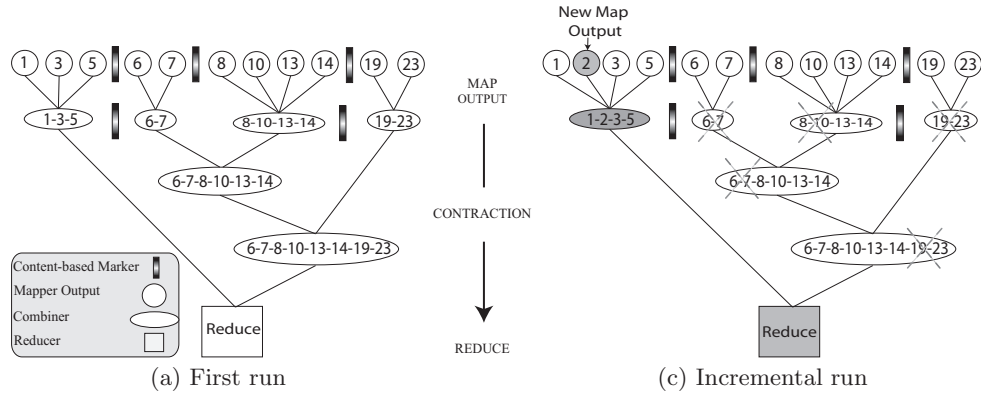 New Map
Output
1 3 5 6 7 8 10 13 14 19 23
1 2 3 5 6 7 8 10 13 14 19 23
MAP
OUTPUT
1-3-5 6-7 8-10-13-14 19-23
1-2-3-5 6-7 8-10-13-14 19-23
6-7-8-10-13-14
6-7-8-10-13-14
CONTRACTION
6-7-8-10-13-14-19-23
6-7-8-10-13-14-19-23
Content-based Marker
Mapper Output
Combiner
Reducer
Reduce
Reduce
REDUCE
(a) First run
(c) Incremental run